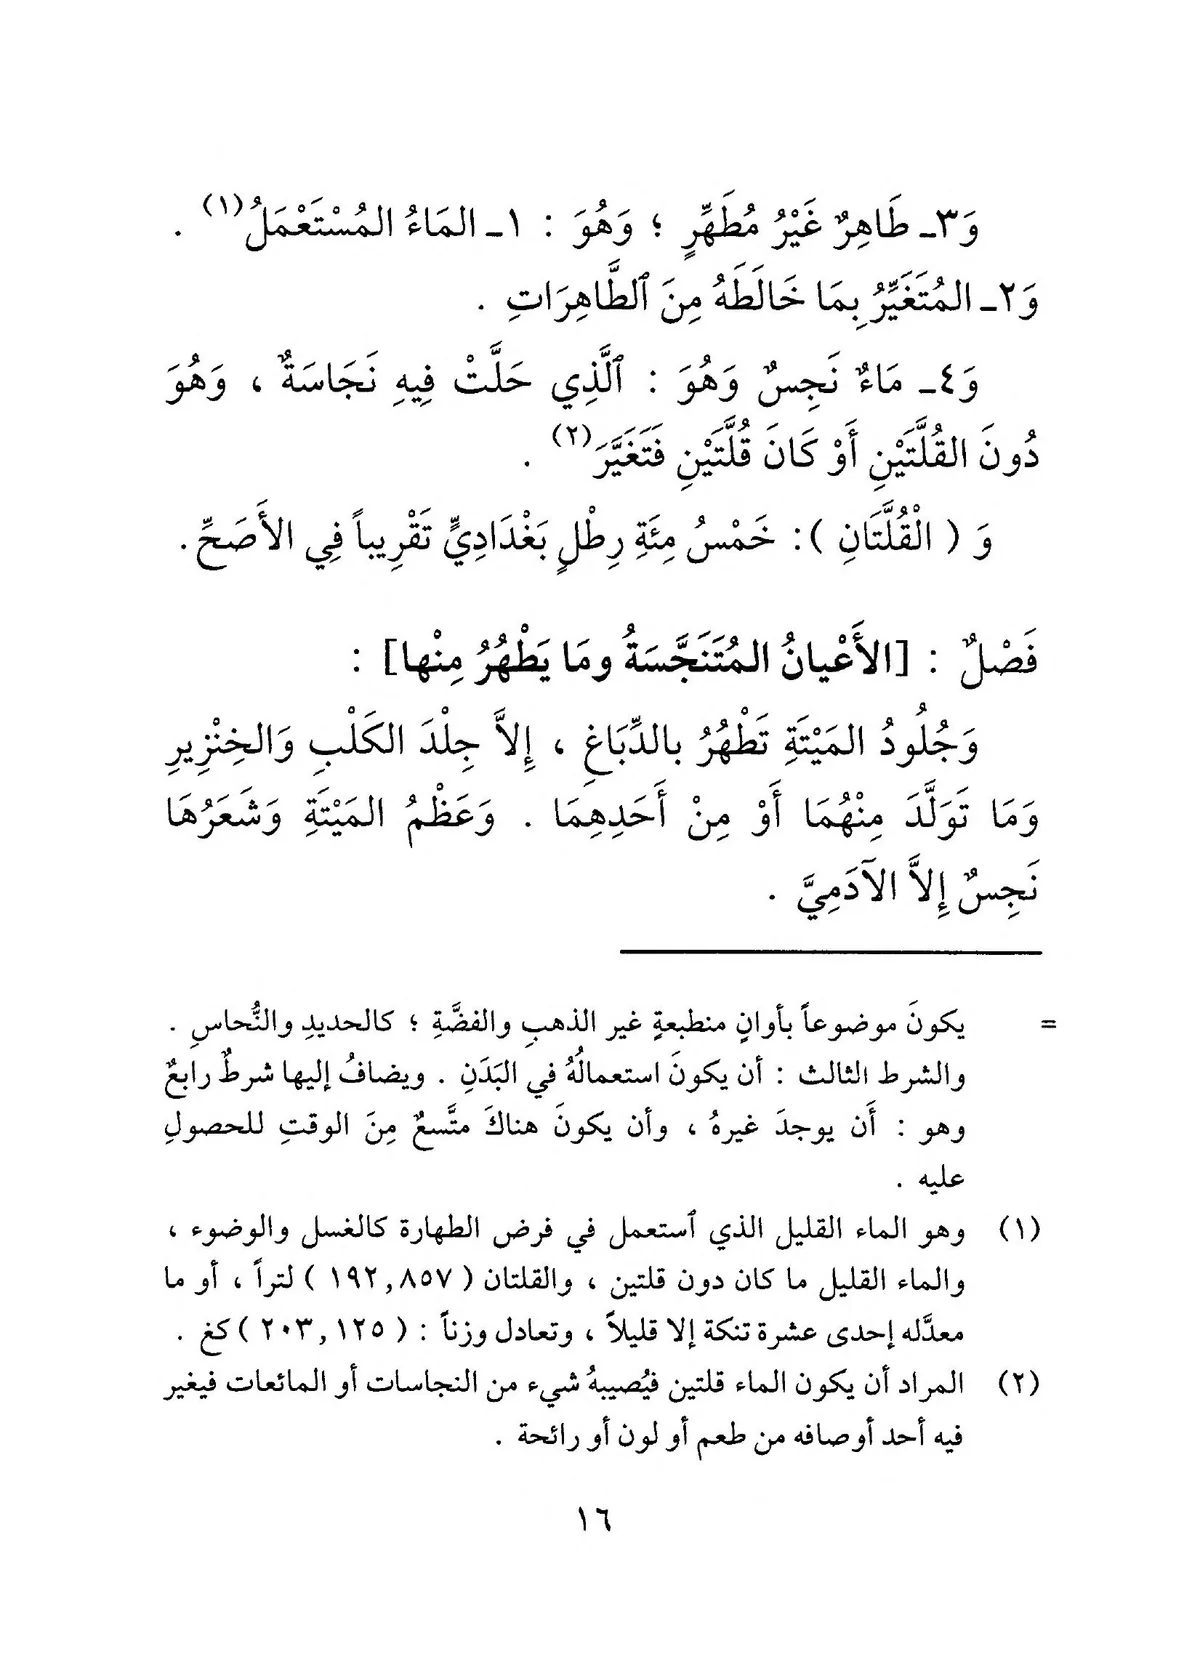 وَ٣ـ طَاهِرٌ غَيْرُ مُطَهِّرٍ ؛ وَهُوَ : ١ـ المَاءُ المُسْتَعْمَلُ(١) .
وَ٢ـ المُتَغَيِّرُ بِمَا خَالَطَهُ مِنَ ٱلطَّاهِرَاتِ .
وَ٤ـ مَاءٌ نَجِسٌ وَهُوَ : ٱلَّذِي حَلَّتْ فِيهِ نَجَاسَةٌ ، وَهُوَ
دُونَ القُلَّتَيْنِ أَوْ كَانَ قُلَّتَيْنِ فَتَغَيَّرَ(٢) .
وَ ( الْقُلَّتَانِ ) : خَمْسُ مِئَةِ رِطْلٍ بَغْدَادِيٍّ تَقْرِيباً فِي الأَصَحِّ .
فَصْلٌ : [الأَعْيانُ المُتَنَجَّسَةُ ومَا يَطْهُرُ مِنْها] :
وَجُلُودُ المَيْتَةِ تَطْهُرُ بالدِّبَاغِ ، إِلاَّ جِلْدَ الكَلْبِ وَالخِنْزِيرِ
وَمَا تَوَلَّدَ مِنْهُمَا أَوْ مِنْ أَحَدِهِمَا . وَعَظْمُ المَيْتَةِ وَشَعَرُهَا
نَجِسٌ إِلاَّ الآدَمِيَّ .
= يكونَ موضوعاً بأوانٍ منطبعةٍ غير الذهبِ والفضَّةِ ؛ كالحديدِ والنُّحاسِ .
والشرط الثالث : أن يكونَ استعمالُهُ في البَدَنِ . ويضافُ إليها شرطٌ رابعٌ
وهو : أَن يوجدَ غيرهُ ، وأن يكونَ هناكَ متَّسعٌ مِنَ الوقتِ للحصولِ
عليه .
(١) وهو الماء القليل الذي ٱستعمل في فرض الطهارة كالغسل والوضوء ،
والماء القليل ما كان دون قلتين ، والقلتان ( ١٩٢,٨٥٧ ) لتراً ، أو ما
معدَّله إحدى عشرة تنكة إلا قليلاً ، وتعادل وزناً : ( ٢٠٣,١٢٥ ) كغ .
(٢) المراد أن يكون الماء قلتين فيُصيبهُ شيء من النجاسات أو المائعات فيغير
فيه أحد أوصافه من طعم أو لون أو رائحة .
١٦